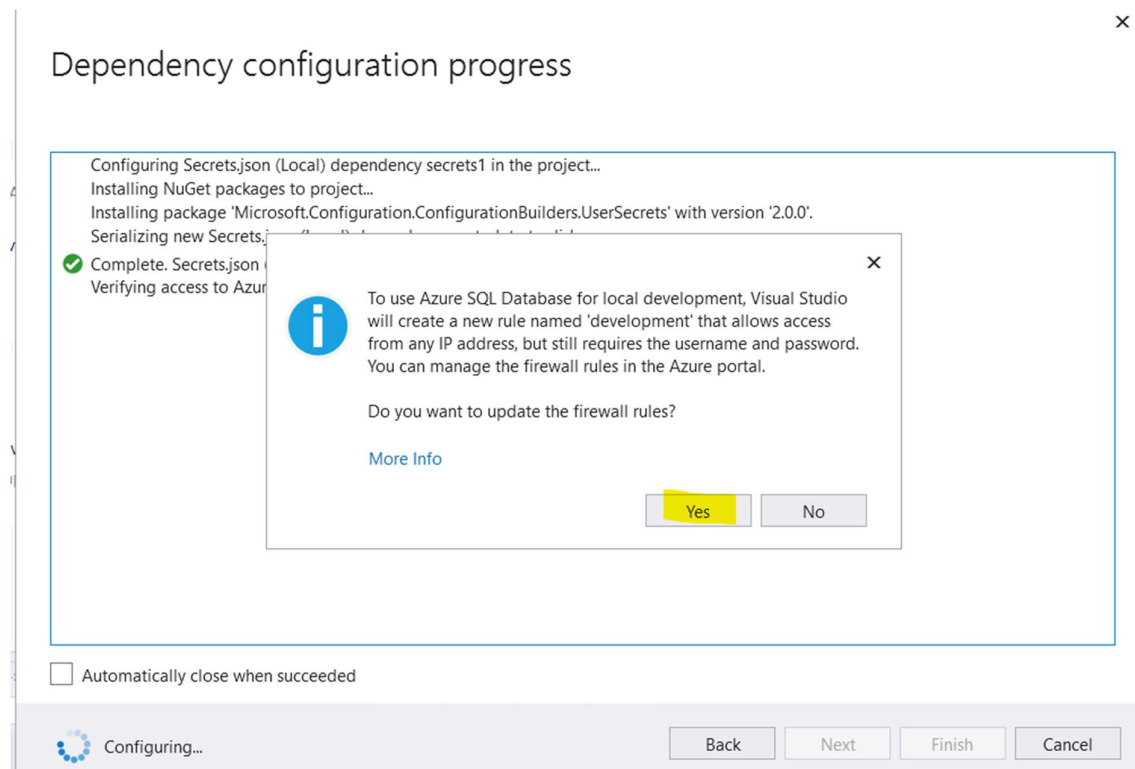 Dependency configuration progress
Configuring Secrets.json (Local) dependency secrets1 in the project...
Installing NuGet packages to project...
Installing package 'Microsoft.Configuration.ConfigurationBuilders.UserSecrets' with version '2.0.0'.
Serializing new Secrets.
Complete. Secrets.json
Verifying access to Azur
To use Azure SQL Database for local development, Visual Studio
will create a new rule named 'development' that allows access
from any IP address, but still requires the username and password.
You can manage the firewall rules in the Azure portal.
Do you want to update the firewall rules?
More Info
Yes
No
Automatically close when succeeded
Configuring...
Back
Next
Finish
Cancel